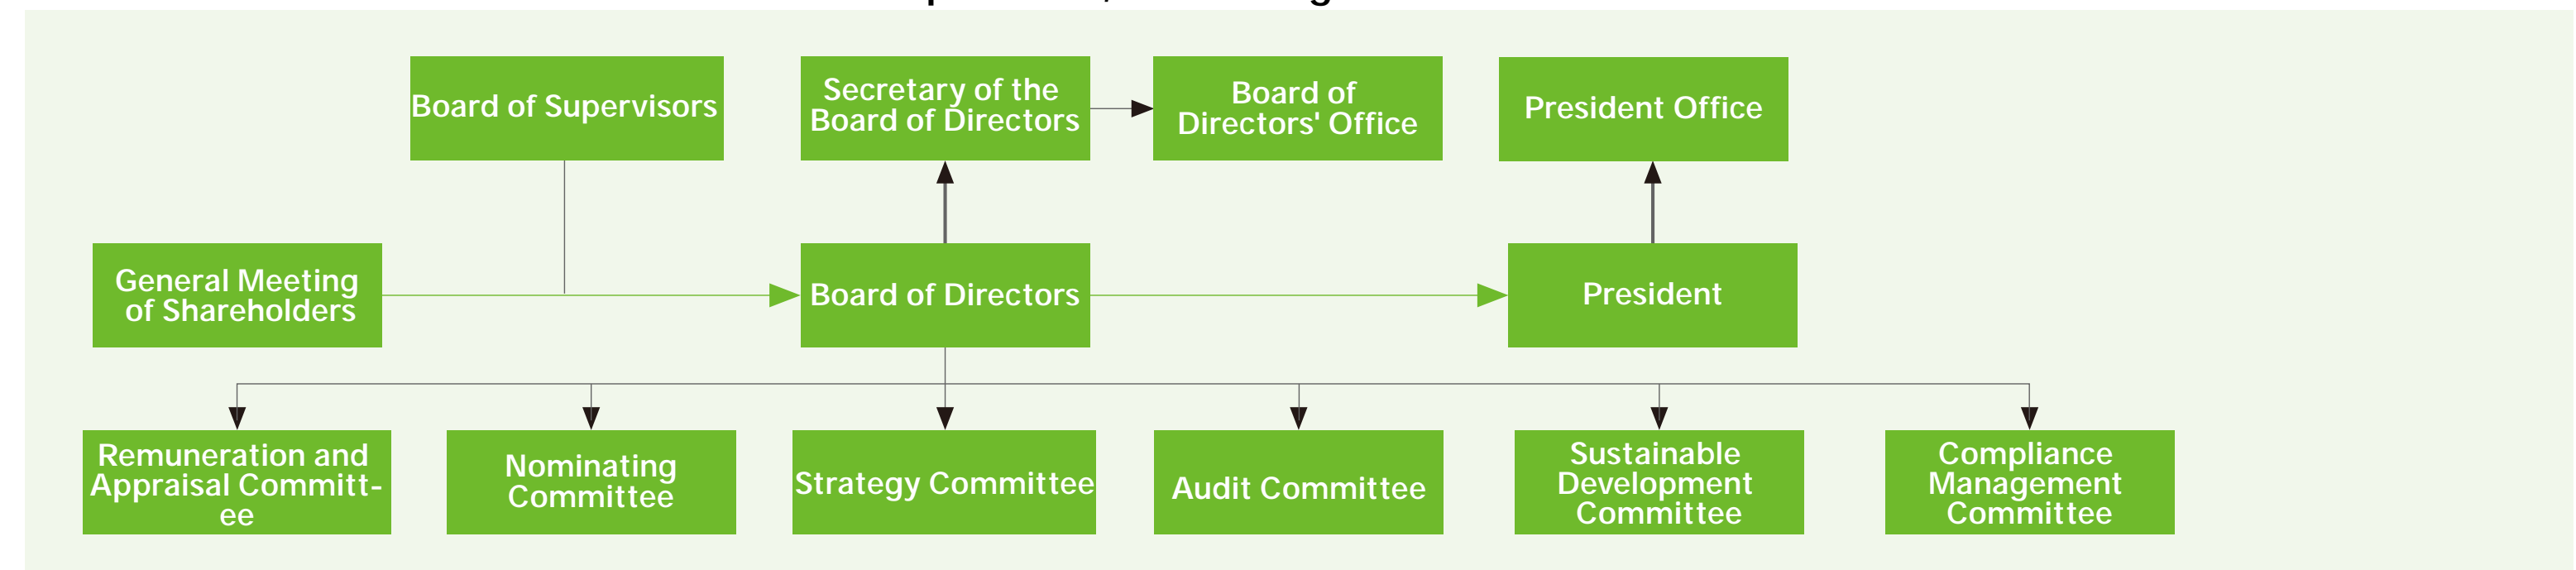 Board of Supervisors
Secretary of the
Board of Directors
Board of
Directors' Office
President Office
General Meeting
of Shareholders
Board of Directors
President
Remuneration and
Appraisal Committ-
ee
Nominating
Committee
Strategy Committee
Audit Committee
Sustainable
Development
Committee
Compliance
Management
Committee